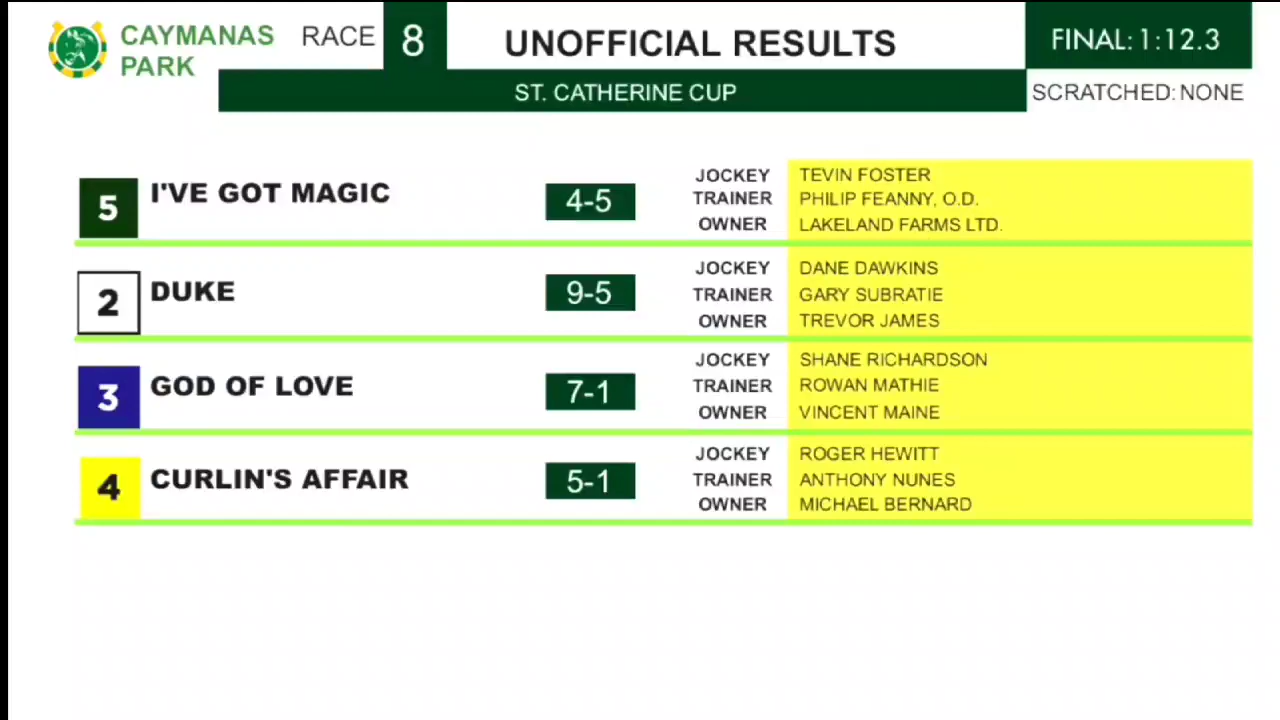 CAYMANAS PARK
RACE 8
UNOFFICIAL RESULTS
FINAL: 1:12.3
ST. CATHERINE CUP
SCRATCHED: NONE
5 I'VE GOT MAGIC 4-5
JOCKEY TEVIN FOSTER
TRAINER PHILIP FEANNY, O.D.
OWNER LAKELAND FARMS LTD.
2 DUKE 9-5
JOCKEY DANE DAWKINS
TRAINER GARY SUBRATIE
OWNER TREVOR JAMES
3 GOD OF LOVE 7-1
JOCKEY SHANE RICHARDSON
TRAINER ROWAN MATHIE
OWNER VINCENT MAINE
4 CURLIN'S AFFAIR 5-1
JOCKEY ROGER HEWITT
TRAINER ANTHONY NUNES
OWNER MICHAEL BERNARD